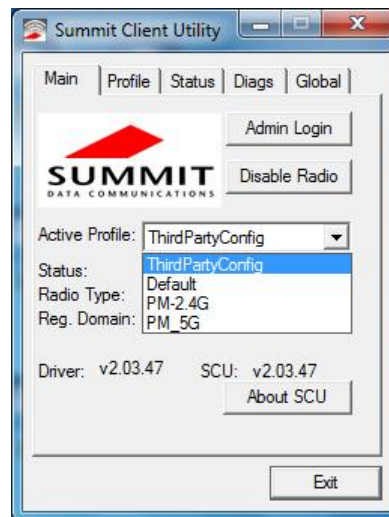 Summit Client Utility
Main Profile Status Diags Global
SUMMIT
DATA COMMUNICATIONS
Admin Login
Disable Radio
Active Profile: ThirdPartyConfig
ThirdPartyConfig
Default
PM-2.4G
PM_5G
Status:
Radio Type:
Reg. Domain:
Driver: v2.03.47 SCU: v2.03.47
About SCU
Exit